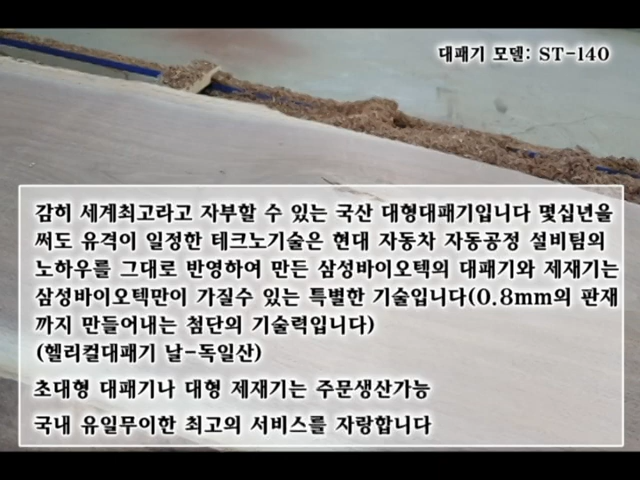 대패기 모델: ST-140
감히 세계최고라고 자부할 수 있는 국산 대형대패기입니다 몇십년을
써도 유격이 일정한 테크노기술은 현대 자동차 자동공정 설비팀의
노하우를 그대로 반영하여 만든 삼성바이오텍의 대패기와 제재기는
삼성바이오텍만이 가질수 있는 특별한 기술입니다(0.8mm의 판재
까지 만들어내는 첨단의 기술력입니다)
(헬리컬대패기 날-독일산)
초대형 대패기나 대형 제재기는 주문생산가능
국내 유일무이한 최고의 서비스를 자랑합니다